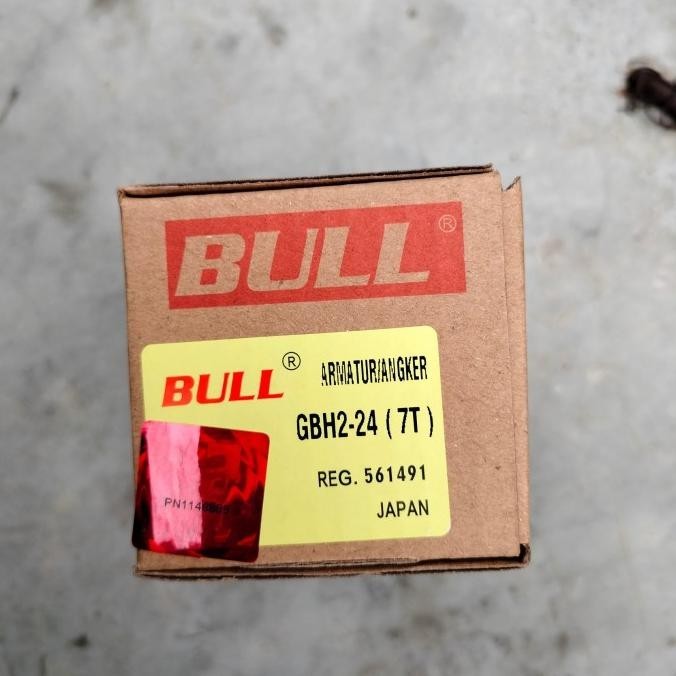 BULL ®
BULL ®
ARMATUR/ANGKER
GBH2-24 ( 7T )
REG. 561491
JAPAN